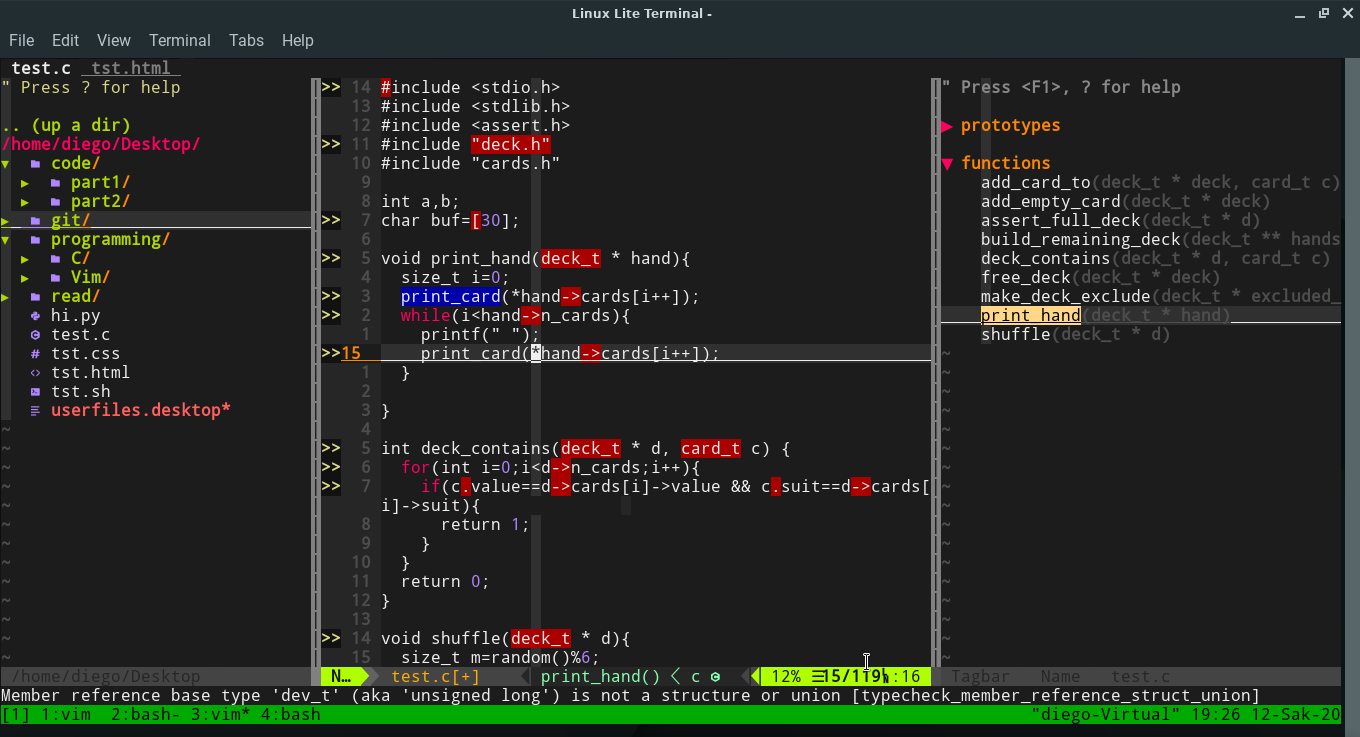 Linux Lite Terminal -
File Edit View Terminal Tabs Help
test.c tst.html
" Press ? for help
.. (up a dir)
/home/diego/Desktop/
▼ code/
▶ part1/
▶ part2/
▶ git/
▼ programming/
▶ C/
▶ Vim/
▶ read/
hi.py
test.c
tst.css
tst.html
tst.sh
userfiles.desktop*
/home/diego/Desktop
>> 14 #include <stdio.h>
13 #include <stdlib.h>
12 #include <assert.h>
>> 11 #include "deck.h"
10 #include "cards.h"
9
8 int a,b;
>> 7 char buf=[30];
6
>> 5 void print_hand(deck_t * hand){
4 size_t i=0;
>> 3 print_card(*hand->cards[i++]);
>> 2 while(i<hand->n_cards){
1 printf(" ");
>>15 print_card(*hand->cards[i++]);
1 }
2
3 }
4
>> 5 int deck_contains(deck_t * d, card_t c) {
>> 6 for(int i=0;i<d->n_cards;i++){
>> 7 if(c.value==d->cards[i]->value && c.suit==d->cards[
i]->suit){
8 return 1;
9 }
10 }
11 return 0;
12 }
13
>> 14 void shuffle(deck_t * d){
15 size_t m=random()%6;
N… test.c[+] print_hand() < c 12% ☰15/119 :16
" Press <F1>, ? for help
▶ prototypes
▼ functions
add_card_to(deck_t * deck, card_t c)
add_empty_card(deck_t * deck)
assert_full_deck(deck_t * d)
build_remaining_deck(deck_t ** hands
deck_contains(deck_t * d, card_t c)
free_deck(deck_t * deck)
make_deck_exclude(deck_t * excluded_
print_hand(deck_t * hand)
shuffle(deck_t * d)
Tagbar Name test.c
Member reference base type 'dev_t' (aka 'unsigned long') is not a structure or union [typecheck_member_reference_struct_union]
[1] 1:vim 2:bash- 3:vim* 4:bash "diego-Virtual" 19:26 12-Sak-20